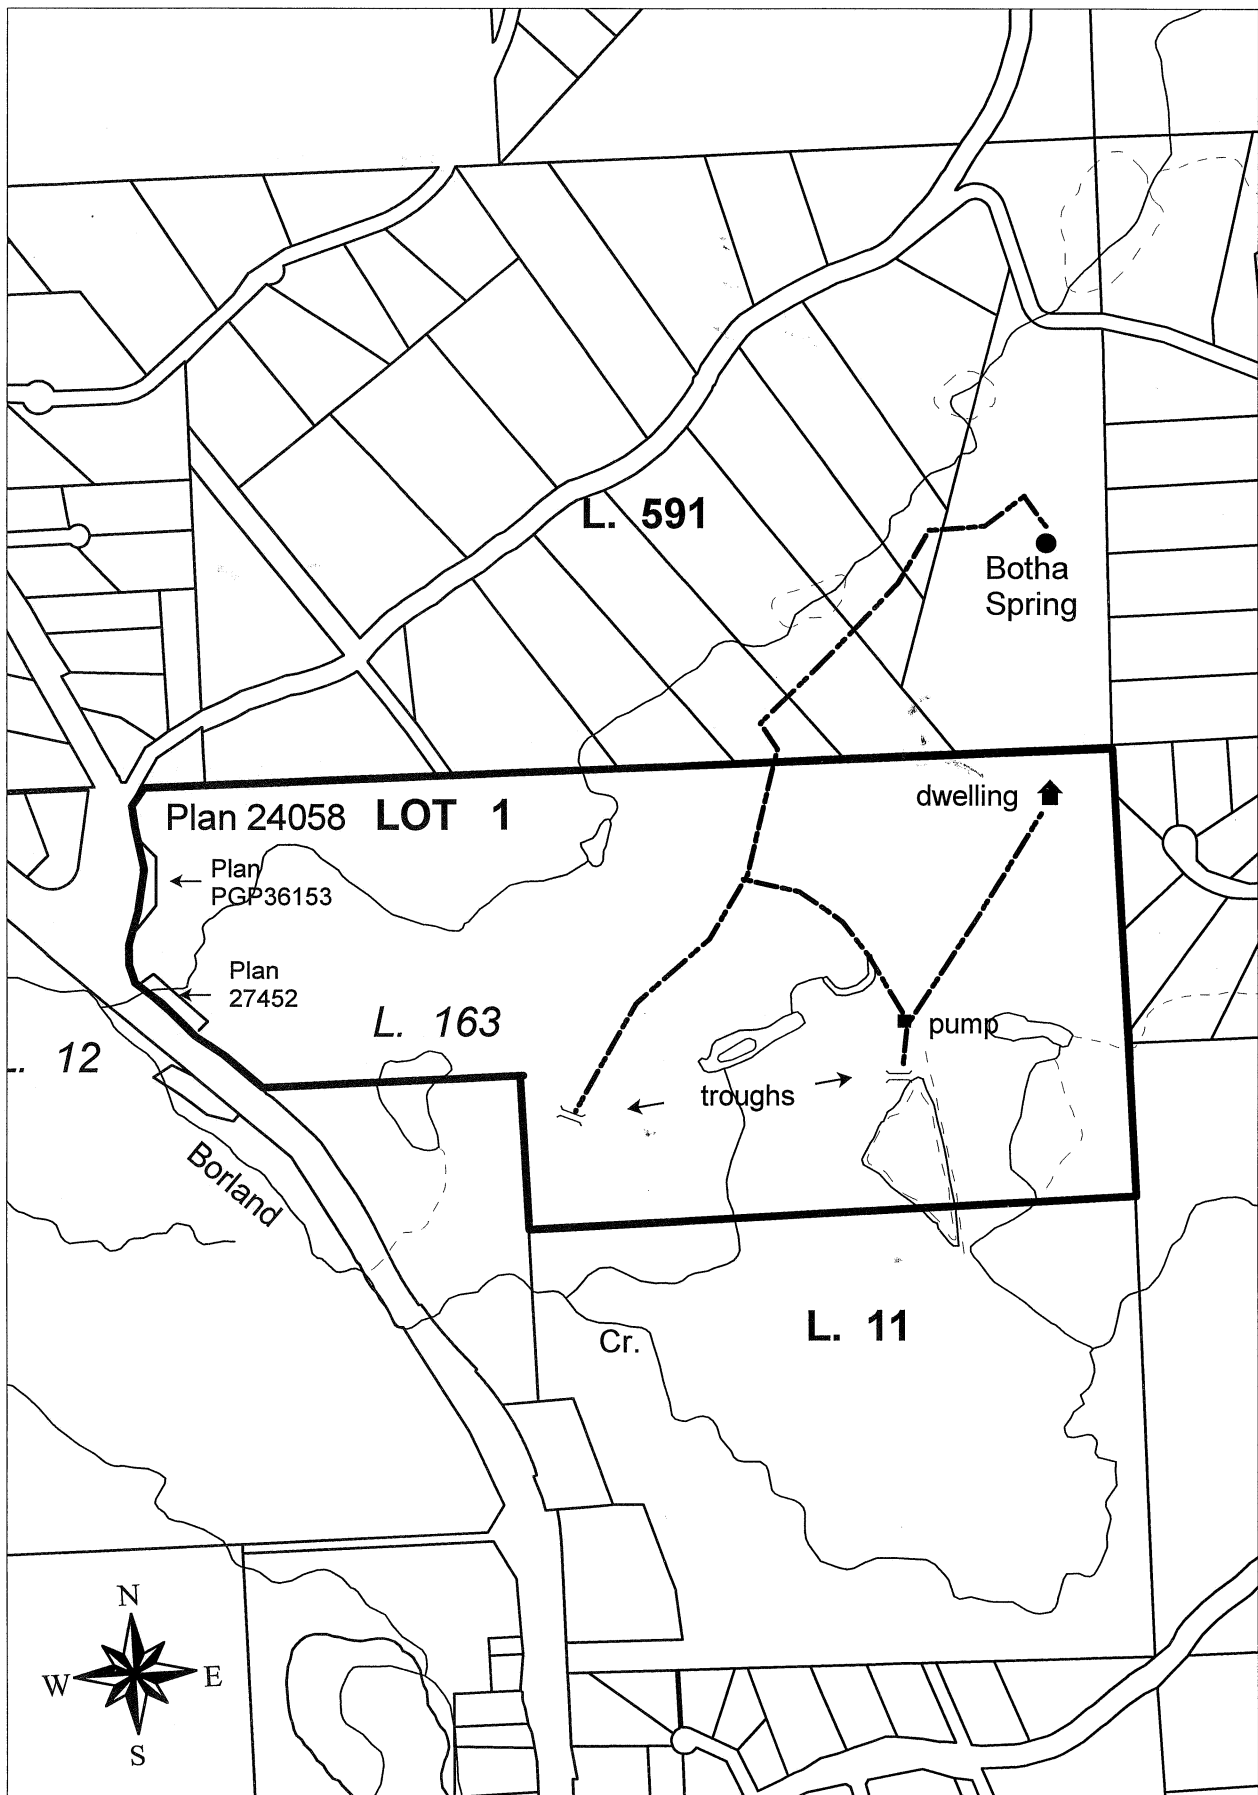 L. 591
Botha
Spring
dwelling
Plan 24058 LOT 1
Plan
PGP36153
Plan
27452
L. 163
pump
L. 12
troughs
Borland
L. 11
Cr.
N
W E
S